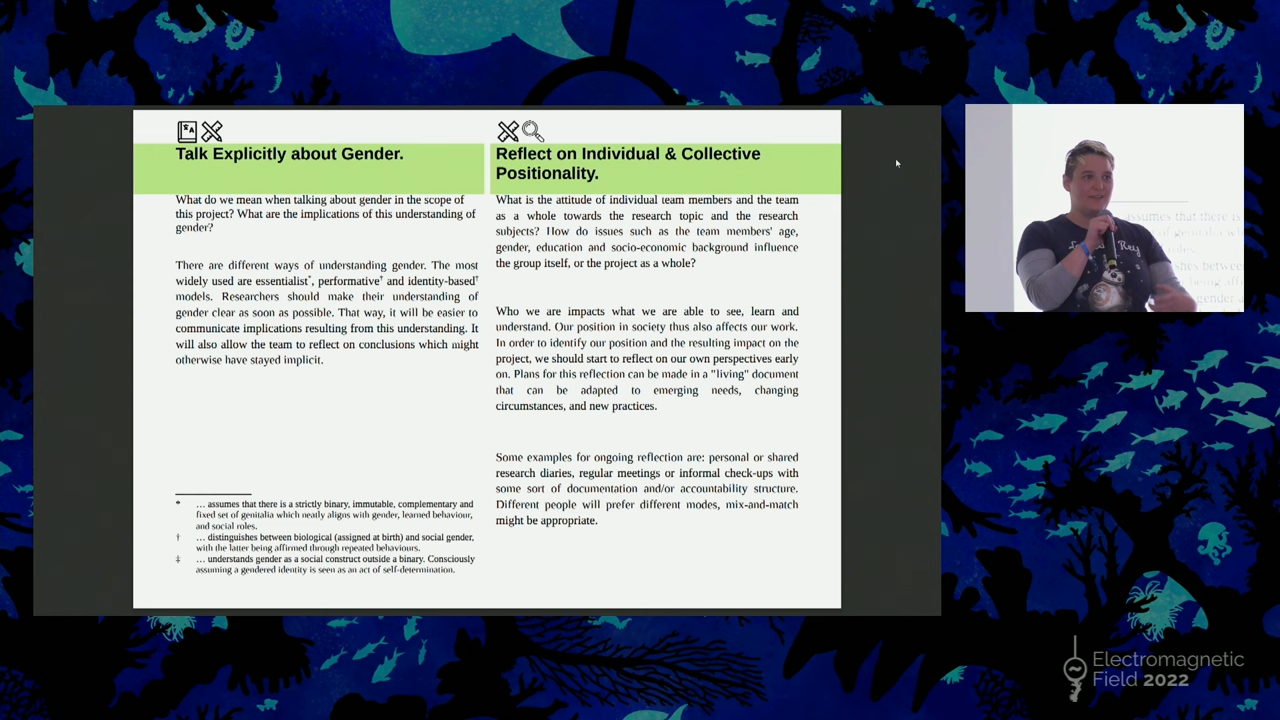 Talk Explicitly about Gender.
What do we mean when talking about gender in the scope of
this project? What are the implications of this understanding of
gender?
There are different ways of understanding gender. The most
widely used are essentialist*, performative† and identity-based†
models. Researchers should make their understanding of
gender clear as soon as possible. That way, it will be easier to
communicate implications resulting from this understanding. It
will also allow the team to reflect on conclusions which might
otherwise have stayed implicit.
* … assumes that there is a strictly binary, immutable, complementary and
fixed set of genitalia which neatly aligns with gender, learned behaviour,
and social roles.
† … distinguishes between biological (assigned at birth) and social gender,
with the latter being affirmed through repeated behaviours.
‡ … understands gender as a social construct outside a binary. Consciously
assuming a gendered identity is seen as an act of self-determination.
Reflect on Individual & Collective
Positionality.
What is the attitude of individual team members and the team
as a whole towards the research topic and the research
subjects? How do issues such as the team members' age,
gender, education and socio-economic background influence
the group itself, or the project as a whole?
Who we are impacts what we are able to see, learn and
understand. Our position in society thus also affects our work.
In order to identify our position and the resulting impact on the
project, we should start to reflect on our own perspectives early
on. Plans for this reflection can be made in a "living" document
that can be adapted to emerging needs, changing
circumstances, and new practices.
Some examples for ongoing reflection are: personal or shared
research diaries, regular meetings or informal check-ups with
some sort of documentation and/or accountability structure.
Different people will prefer different modes, mix-and-match
might be appropriate.
assumes that there is
Rey
Electromagnetic
Field 2022